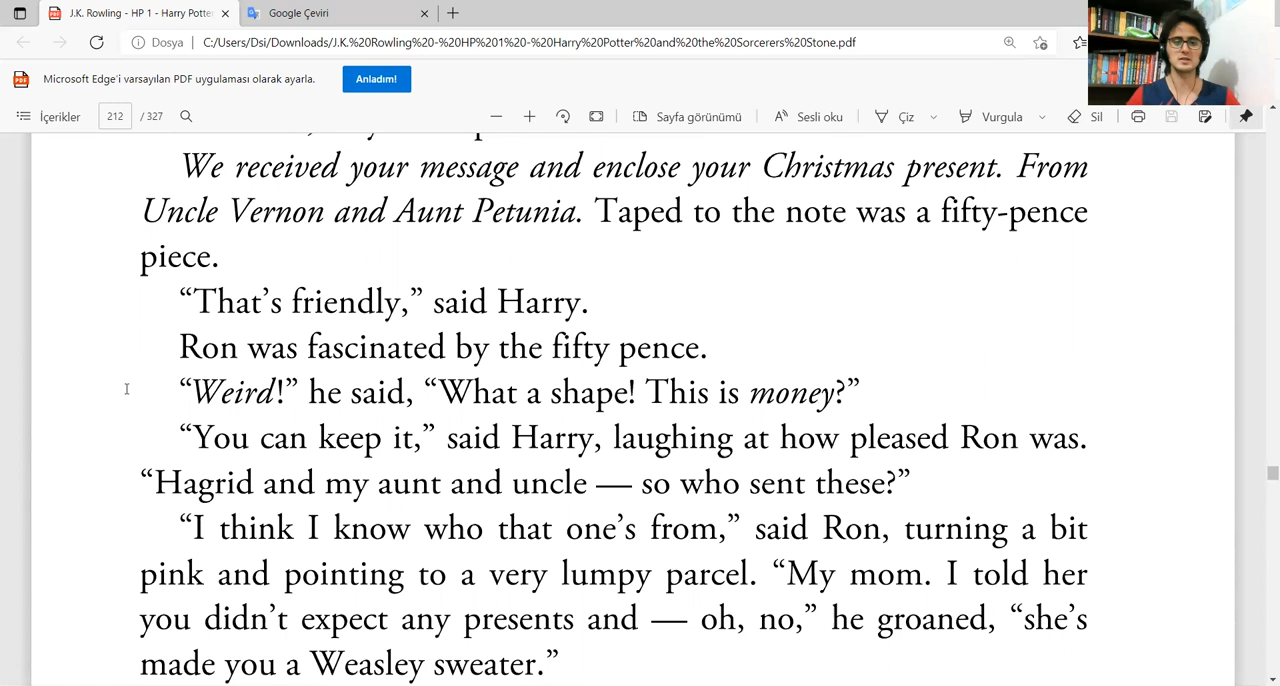 J.K. Rowling - HP 1 - Harry Potter
Google Çeviri
Dosya
C:/Users/Dsi/Downloads/J.K.%20Rowling%20-%20HP%201%20-%20Harry%20Potter%20and%20the%20Sorcerers%20Stone.pdf
Microsoft Edge'i varsayılan PDF uygulaması olarak ayarla.
Anladım!
İçerikler
212 / 327
Sayfa görünümü
Sesli oku
Çiz
Vurgula
Sil
We received your message and enclose your Christmas present. From
Uncle Vernon and Aunt Petunia. Taped to the note was a fifty-pence
piece.
“That’s friendly,” said Harry.
Ron was fascinated by the fifty pence.
“Weird!” he said, “What a shape! This is money?”
“You can keep it,” said Harry, laughing at how pleased Ron was.
“Hagrid and my aunt and uncle — so who sent these?”
“I think I know who that one’s from,” said Ron, turning a bit
pink and pointing to a very lumpy parcel. “My mom. I told her
you didn’t expect any presents and — oh, no,” he groaned, “she’s
made you a Weasley sweater.”